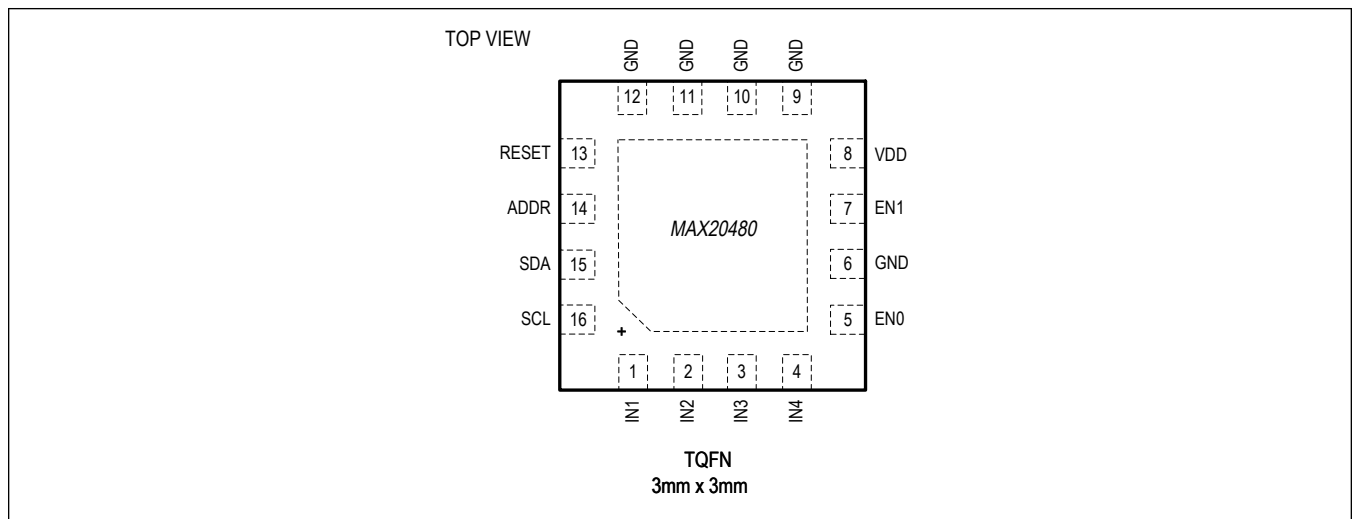 TOP VIEW
GND GND GND GND
12 11 10 9
RESET 13 8 VDD
ADDR 14 7 EN1
MAX20480
SDA 15 6 GND
SCL 16 5 EN0
+
1 2 3 4
IN1 IN2 IN3 IN4
TQFN
3mm x 3mm